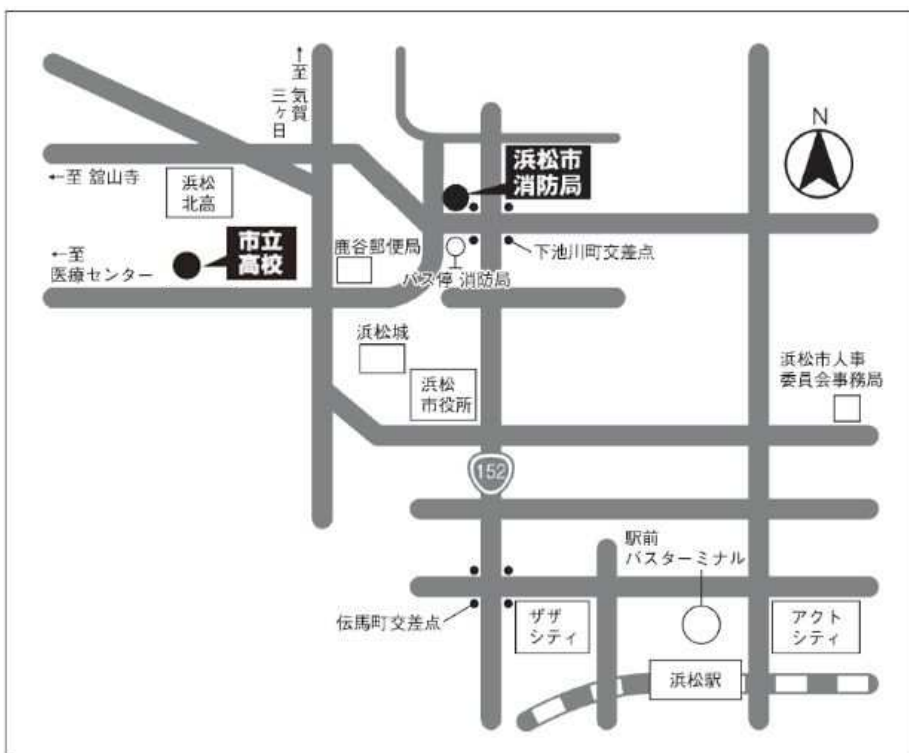 ←至
気賀
三ヶ日
N
浜松市
消防局
←至 舘山寺
浜松
北高
市立
高校
←至
医療センター
鹿谷郵便局
バス停 消防局
下池川町交差点
浜松城
浜松
市役所
浜松市人事
委員会事務局
152
駅前
バスターミナル
伝馬町交差点
ザザ
シティ
アクト
シティ
浜松駅